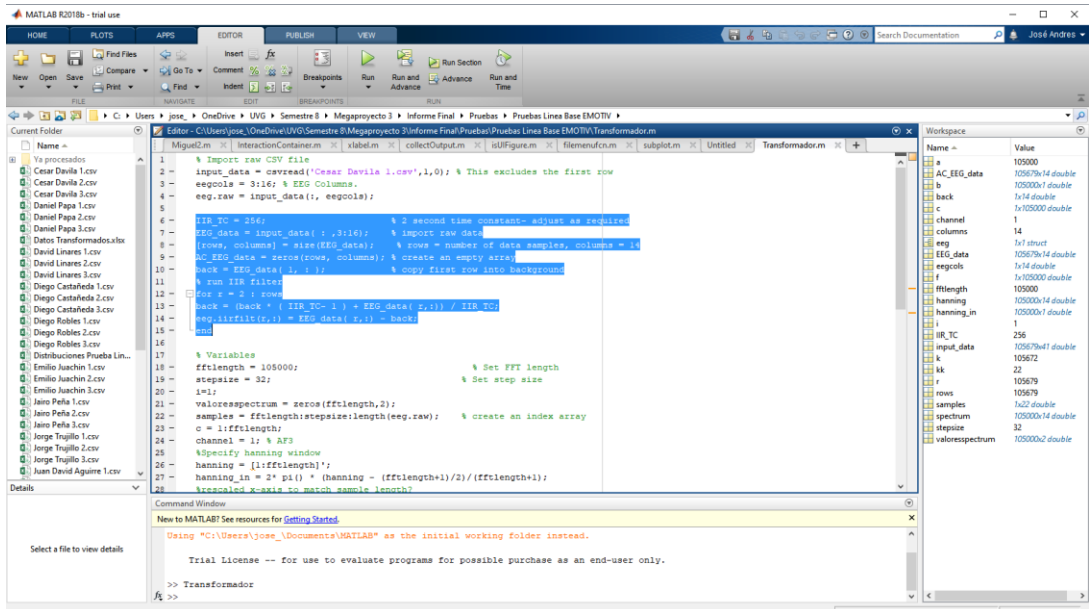 MATLAB R2018b - trial use
HOME PLOTS APPS EDITOR PUBLISH VIEW
Search Documentation
José Andres
New Open Save Find Files Compare Print
Go To Find
Insert fx Comment Indent
Breakpoints
Run Run and Advance Run Section Advance Run and Time
FILE NAVIGATE EDIT BREAKPOINTS RUN
C: Users jose_ OneDrive UVG Semestre 8 Megaproyecto 3 Informe Final Pruebas Pruebas Linea Base EMOTIV
Current Folder
Name
Ya procesados
Cesar Davila 1.csv
Cesar Davila 2.csv
Cesar Davila 3.csv
Daniel Papa 1.csv
Daniel Papa 2.csv
Daniel Papa 3.csv
Datos Transformados.xlsx
David Linares 1.csv
David Linares 2.csv
David Linares 3.csv
Diego Castañeda 1.csv
Diego Castañeda 2.csv
Diego Castañeda 3.csv
Diego Robles 1.csv
Diego Robles 2.csv
Diego Robles 3.csv
Distribuciones Prueba Lin...
Emilio Juachin 1.csv
Emilio Juachin 2.csv
Emilio Juachin 3.csv
Jairo Peña 1.csv
Jairo Peña 2.csv
Jairo Peña 3.csv
Jorge Trujillo 1.csv
Jorge Trujillo 2.csv
Jorge Trujillo 3.csv
Juan David Aguirre 1.csv
Details
Select a file to view details
Editor - C:\Users\jose_\OneDrive\UVG\Semestre 8\Megaproyecto 3\Informe Final\Pruebas\Pruebas Linea Base EMOTIV\Transformador.m
Miguel2.m InteractionContainer.m xlabel.m collectOutput.m isUIFigure.m filemenufcn.m subplot.m Untitled Transformador.m
1 % Import raw CSV file
2 - input_data = csvread('Cesar Davila 1.csv',1,0); % This excludes the first row
3 - eegcols = 3:16; % EEG Columns.
4 - eeg.raw = input_data(:, eegcols);
5
6 - IIR_TC = 256; % 2 second time constant- adjust as required
7 - EEG_data = input_data( : ,3:16); % import raw data
8 - [rows, columns] = size(EEG_data); % rows = number of data samples, columns = 14
9 - AC_EEG_data = zeros(rows, columns); % create an empty array
10 - back = EEG_data( 1, : ); % copy first row into background
11 % run IIR filter
12 - for r = 2 : rows
13 - back = (back * ( IIR_TC- 1 ) + EEG_data( r,:)) / IIR_TC;
14 - eeg.iirfilt(r,:) = EEG_data( r,:) - back;
15 - end
16
17 % Variables
18 - fftlength = 105000; % Set FFT length
19 - stepsize = 32; % Set step size
20 - i=1;
21 - valoresspectrum = zeros(fftlength,2);
22 - samples = fftlength:stepsize:length(eeg.raw); % create an index array
23 - c = 1:fftlength;
24 - channel = 1; % AF3
25 %Specify hanning window
26 - hanning = [1:fftlength]';
27 - hanning_in = 2* pi() * (hanning - (fftlength+1)/2)/(fftlength+1);
28 %rescaled x-axis to match sample length?
Command Window
New to MATLAB? See resources for Getting Started.
Using "C:\Users\jose_\Documents\MATLAB" as the initial working folder instead.
Trial License -- for use to evaluate programs for possible purchase as an end-user only.
>> Transformador
fx >>
Workspace
Name Value
a 105000
AC_EEG_data 105679x14 double
b 105000x1 double
back 1x14 double
c 1x105000 double
channel 1
columns 14
eeg 1x1 struct
EEG_data 105679x14 double
eegcols 1x14 double
f 1x105000 double
fftlength 105000
hanning 105000x14 double
hanning_in 105000x1 double
i 1
IIR_TC 256
input_data 105679x41 double
k 105672
kk 22
r 105679
rows 105679
samples 1x22 double
spectrum 105000x14 double
stepsize 32
valoresspectrum 105000x2 double